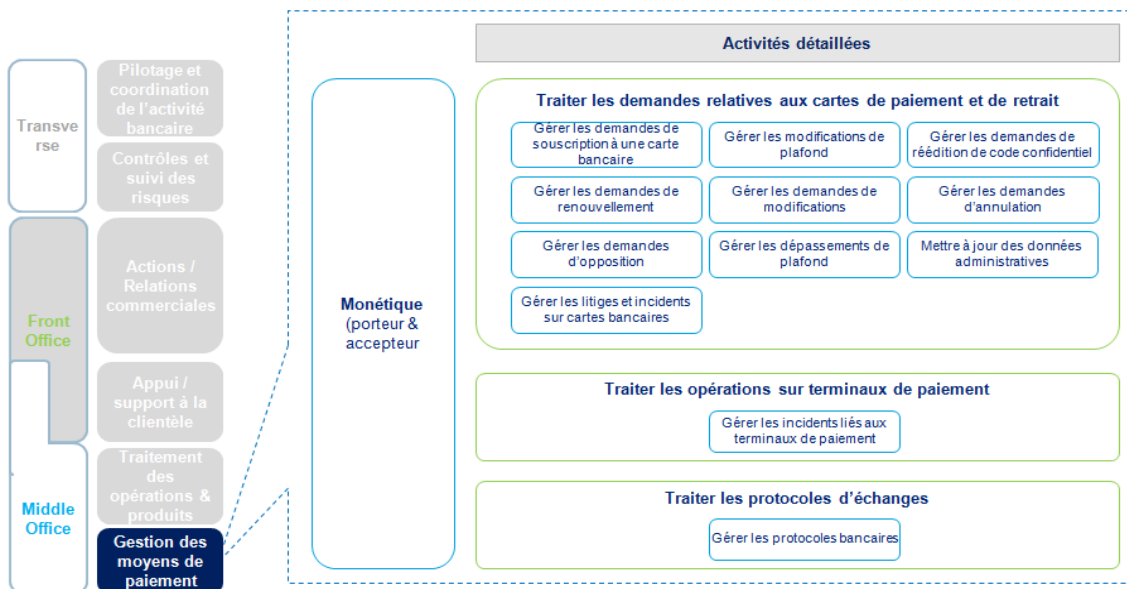 Activités détaillées
Transve
rse
Pilotage et
coordination
de l'activité
bancaire
Contrôles et
suivi des
risques
Front
Office
Actions /
Relations
commerciales
Appui /
support à la
clientèle
Middle
Office
Traitement
des
opérations &
produits
Gestion des
moyens de
paiement
Monétique
(porteur &
accepteur
Traiter les demandes relatives aux cartes de paiement et de retrait
Gérer les demandes de
souscription à une carte
bancaire
Gérer les modifications de
plafond
Gérer les demandes de
réédition de code confidentiel
Gérer les demandes de
renouvellement
Gérer les demandes de
modifications
Gérer les demandes
d'annulation
Gérer les demandes
d'opposition
Gérer les dépassements de
plafond
Mettre à jour des données
administratives
Gérer les litiges et incidents
sur cartes bancaires
Traiter les opérations sur terminaux de paiement
Gérer les incidents liés aux
terminaux de paiement
Traiter les protocoles d'échanges
Gérer les protocoles bancaires